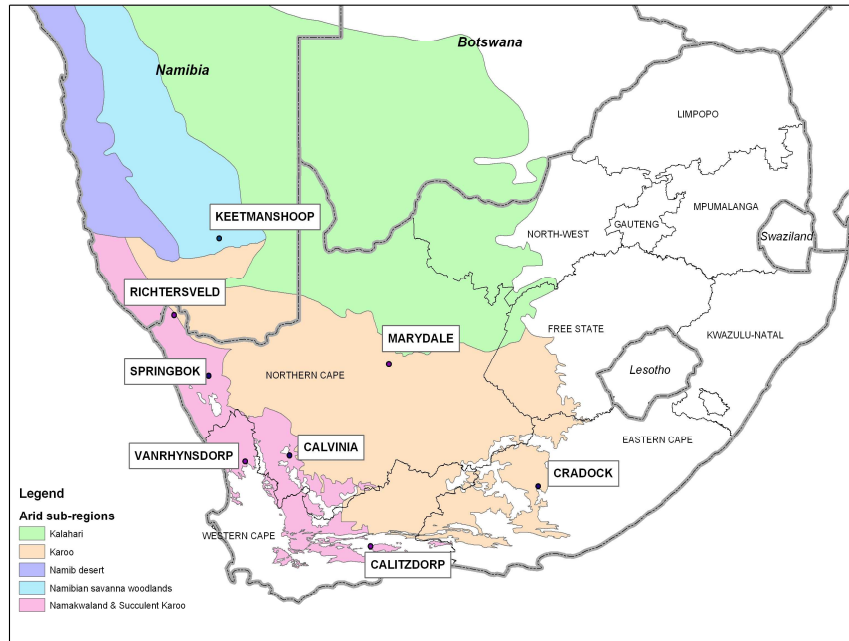 Botswana
Namibia
LIMPOPO
MPUMALANGA
GAUTENG
NORTH-WEST
Swaziland
KEETMANSHOOP
RICHTERSVELD
FREE STATE
KWAZULU-NATAL
MARYDALE
Lesotho
SPRINGBOK
NORTHERN CAPE
EASTERN CAPE
VANRHYNSDORP
CALVINIA
CRADOCK
WESTERN CAPE
CALITZDORP
Legend
Arid sub-regions
Kalahari
Karoo
Namib desert
Namibian savanna woodlands
Namakwaland & Succulent Karoo